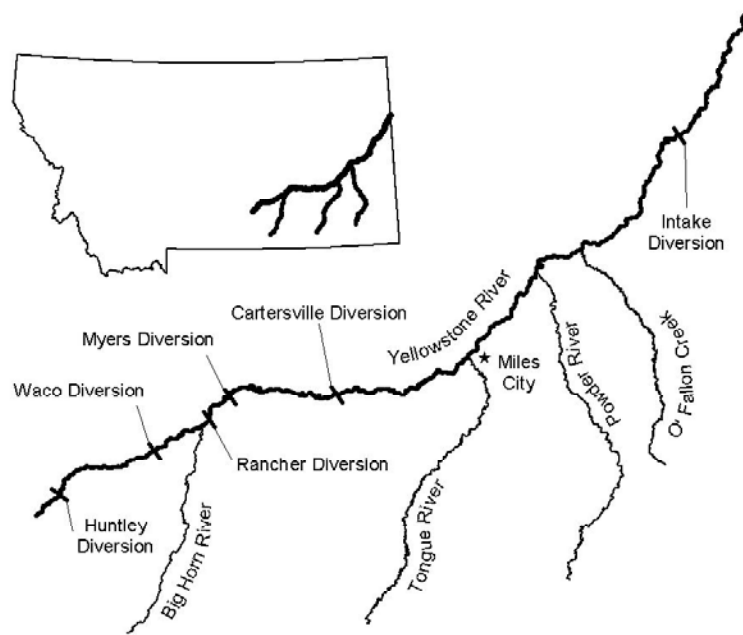 Intake
Diversion
Yellowstone River
Cartersville Diversion
Myers Diversion
Miles
City
Powder River
O' Fallon Creek
Waco Diversion
Rancher Diversion
Huntley
Diversion
Big Horn River
Tongue River